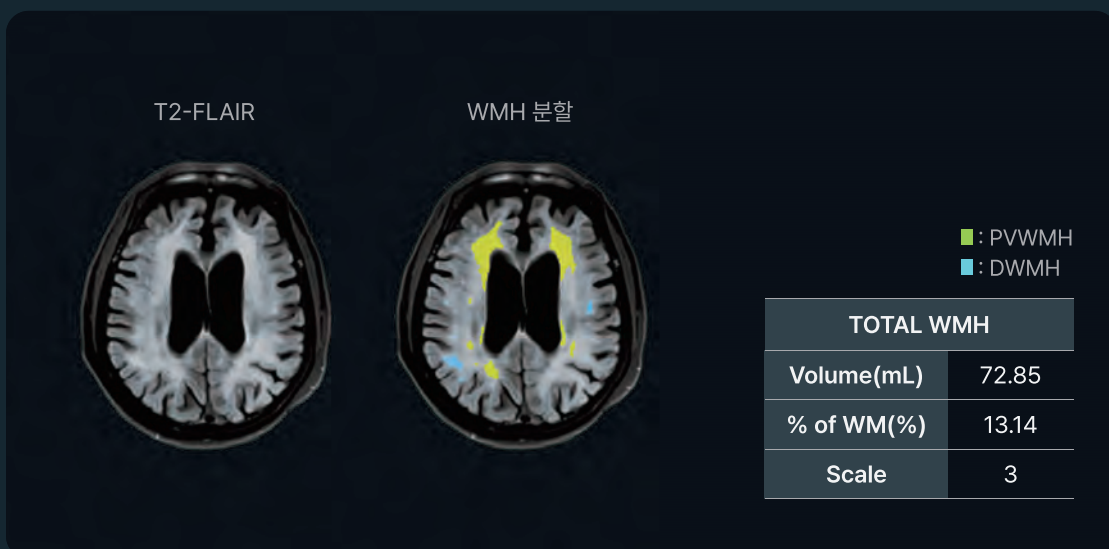 T2-FLAIR
WMH 분할
: PVWMH
: DWMH
TOTAL WMH
Volume(mL) 72.85
% of WM(%) 13.14
Scale 3